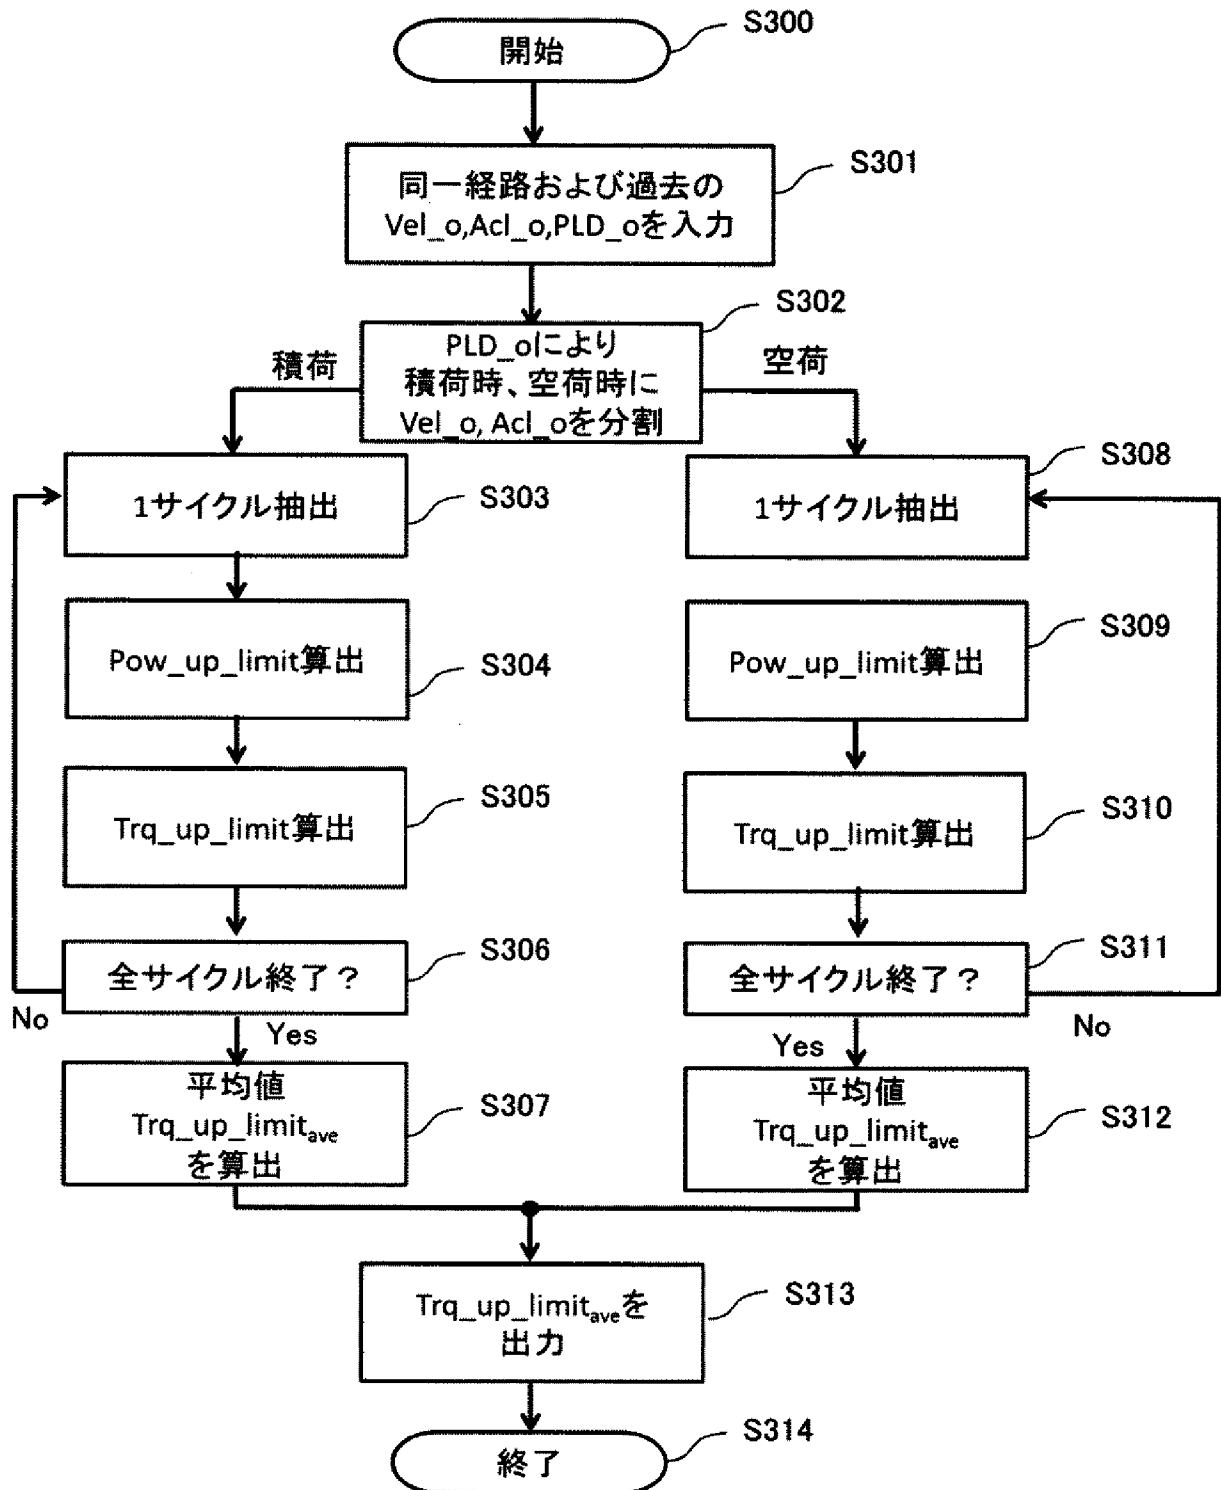 開始
S300
同一経路および過去の
Vel_o,Acl_o,PLD_oを入力
S301
PLD_oにより
積荷時、空荷時に
Vel_o, Acl_oを分割
S302
積荷
空荷
1サイクル抽出
S303
Pow_up_limit算出
S304
Trq_up_limit算出
S305
全サイクル終了？
S306
No
Yes
平均値
Trq_up_limitave
を算出
S307
1サイクル抽出
S308
Pow_up_limit算出
S309
Trq_up_limit算出
S310
全サイクル終了？
S311
No
Yes
平均値
Trq_up_limitave
を算出
S312
Trq_up_limitaveを
出力
S313
終了
S314